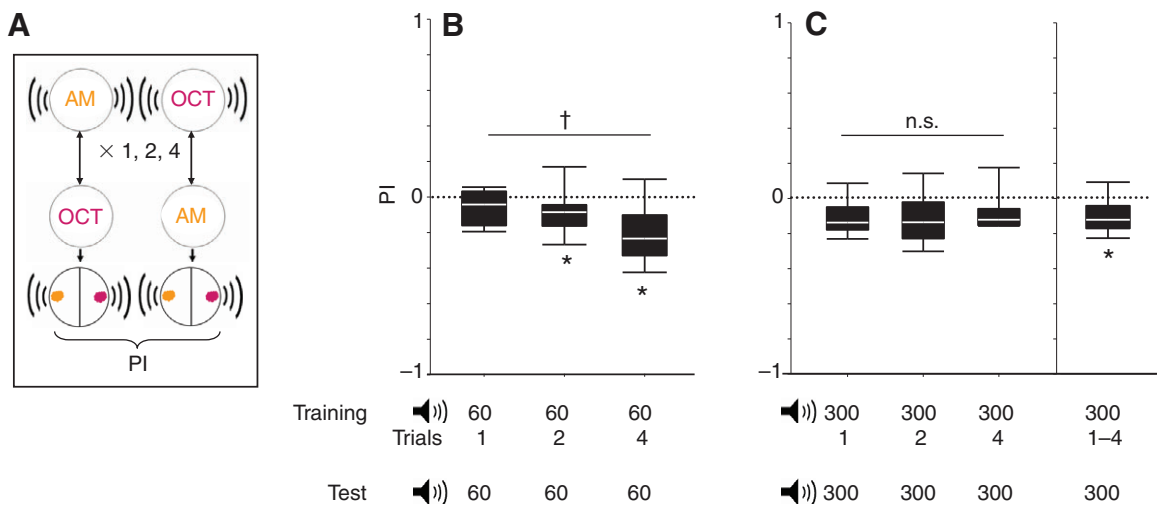 A
AM OCT
× 1, 2, 4
OCT AM
PI
B
1
PI 0
–1
†
*
*
C
1
0
–1
n.s.
*
Training 60 60 60 300 300 300 300
Trials 1 2 4 1 2 4 1–4
Test 60 60 60 300 300 300 300